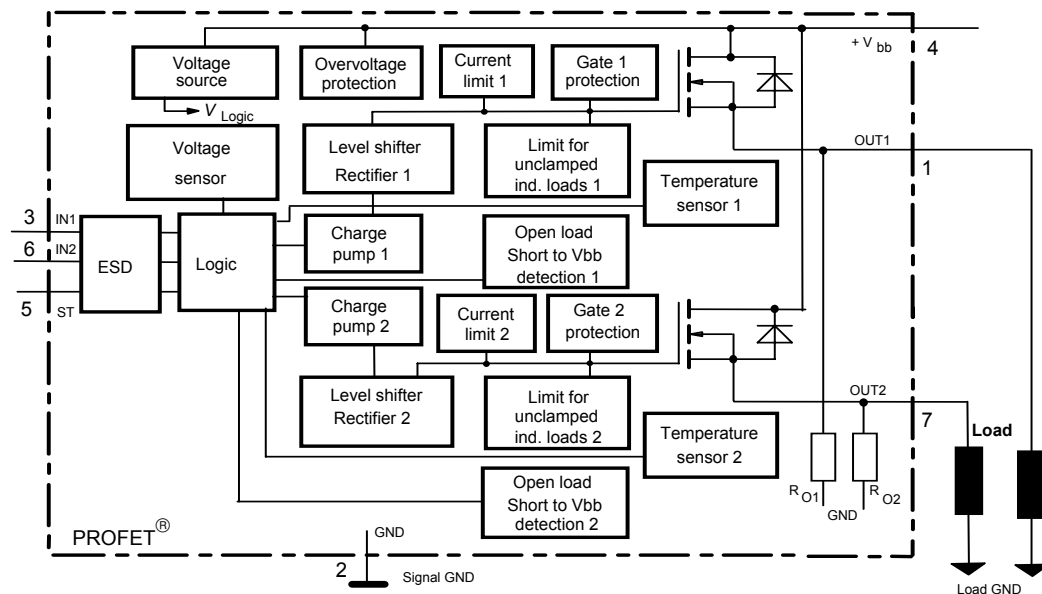 + V bb
4
Voltage
source
Overvoltage
protection
Current
limit 1
Gate 1
protection
V Logic
Voltage
sensor
Level shifter
Rectifier 1
Limit for
unclamped
ind. loads 1
OUT1
1
Temperature
sensor 1
3 IN1
6 IN2
5 ST
ESD
Logic
Charge
pump 1
Open load
Short to Vbb
detection 1
Charge
pump 2
Current
limit 2
Gate 2
protection
Level shifter
Rectifier 2
Limit for
unclamped
ind. loads 2
OUT2
7
Load
Temperature
sensor 2
R O1
R O2
GND
Open load
Short to Vbb
detection 2
PROFET®
GND
2
Signal GND
Load GND